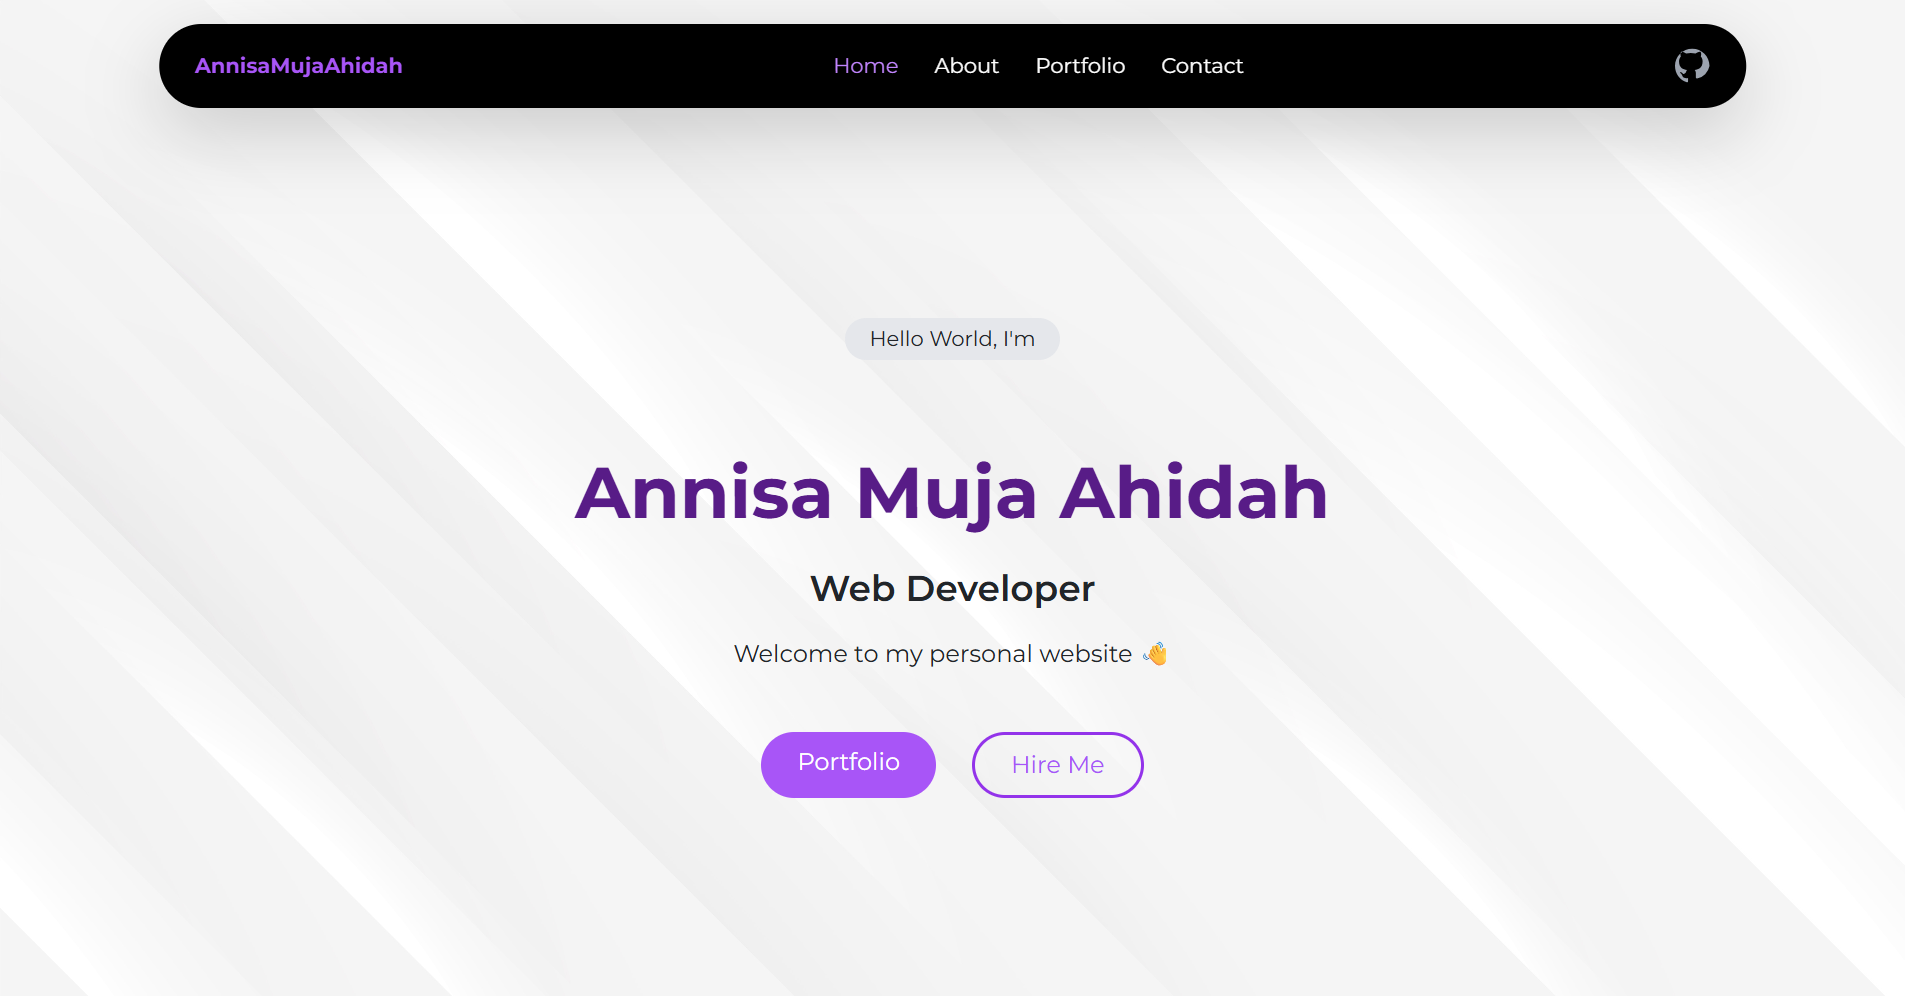 AnnisaMujaAhidah
Home About Portfolio Contact
Hello World, I'm
Annisa Muja Ahidah
Web Developer
Welcome to my personal website 👋
Portfolio Hire Me